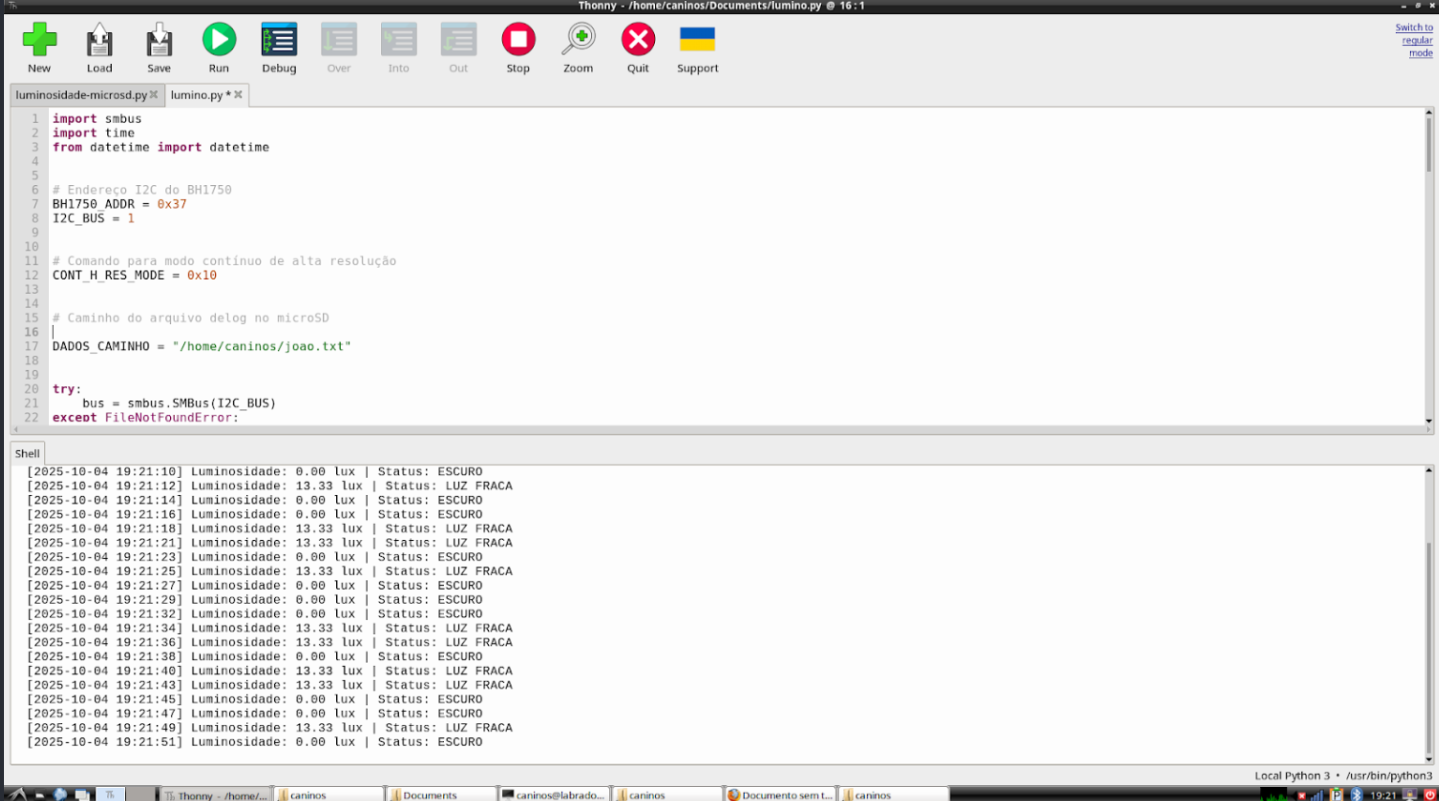 Thonny - /home/caninos/Documents/lumino.py @ 16:1
New Load Save Run Debug Over Into Out Stop Zoom Quit Support
Switch to
regular
mode
luminosidade-microsd.py lumino.py *
1 import smbus
2 import time
3 from datetime import datetime
4
5
6 # Endereço I2C do BH1750
7 BH1750_ADDR = 0x37
8 I2C_BUS = 1
9
10
11 # Comando para modo contínuo de alta resolução
12 CONT_H_RES_MODE = 0x10
13
14
15 # Caminho do arquivo delog no microSD
16
17 DADOS_CAMINHO = "/home/caninos/joao.txt"
18
19
20 try:
21 bus = smbus.SMBus(I2C_BUS)
22 except FileNotFoundError:
Shell
[2025-10-04 19:21:10] Luminosidade: 0.00 lux | Status: ESCURO
[2025-10-04 19:21:12] Luminosidade: 13.33 lux | Status: LUZ FRACA
[2025-10-04 19:21:14] Luminosidade: 0.00 lux | Status: ESCURO
[2025-10-04 19:21:16] Luminosidade: 0.00 lux | Status: ESCURO
[2025-10-04 19:21:18] Luminosidade: 13.33 lux | Status: LUZ FRACA
[2025-10-04 19:21:21] Luminosidade: 13.33 lux | Status: LUZ FRACA
[2025-10-04 19:21:23] Luminosidade: 0.00 lux | Status: ESCURO
[2025-10-04 19:21:25] Luminosidade: 13.33 lux | Status: LUZ FRACA
[2025-10-04 19:21:27] Luminosidade: 0.00 lux | Status: ESCURO
[2025-10-04 19:21:29] Luminosidade: 0.00 lux | Status: ESCURO
[2025-10-04 19:21:32] Luminosidade: 0.00 lux | Status: ESCURO
[2025-10-04 19:21:34] Luminosidade: 13.33 lux | Status: LUZ FRACA
[2025-10-04 19:21:36] Luminosidade: 13.33 lux | Status: LUZ FRACA
[2025-10-04 19:21:38] Luminosidade: 0.00 lux | Status: ESCURO
[2025-10-04 19:21:40] Luminosidade: 13.33 lux | Status: LUZ FRACA
[2025-10-04 19:21:43] Luminosidade: 13.33 lux | Status: LUZ FRACA
[2025-10-04 19:21:45] Luminosidade: 0.00 lux | Status: ESCURO
[2025-10-04 19:21:47] Luminosidade: 0.00 lux | Status: ESCURO
[2025-10-04 19:21:49] Luminosidade: 13.33 lux | Status: LUZ FRACA
[2025-10-04 19:21:51] Luminosidade: 0.00 lux | Status: ESCURO
Local Python 3 • /usr/bin/python3
Thonny - /home/... caninos Documents caninos@labrado... caninos Documento sem t... caninos 19:21